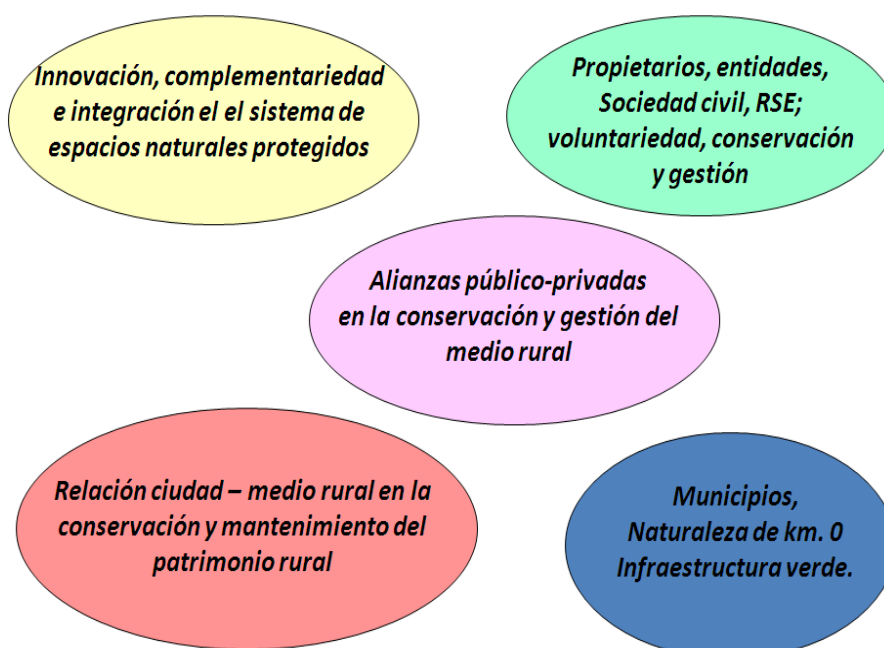 Innovación, complementariedad
e integración el el sistema de
espacios naturales protegidos
Propietarios, entidades,
Sociedad civil, RSE;
voluntariedad, conservación
y gestión
Alianzas público-privadas
en la conservación y gestión del
medio rural
Relación ciudad – medio rural en la
conservación y mantenimiento del
patrimonio rural
Municipios,
Naturaleza de km. 0
Infraestructura verde.